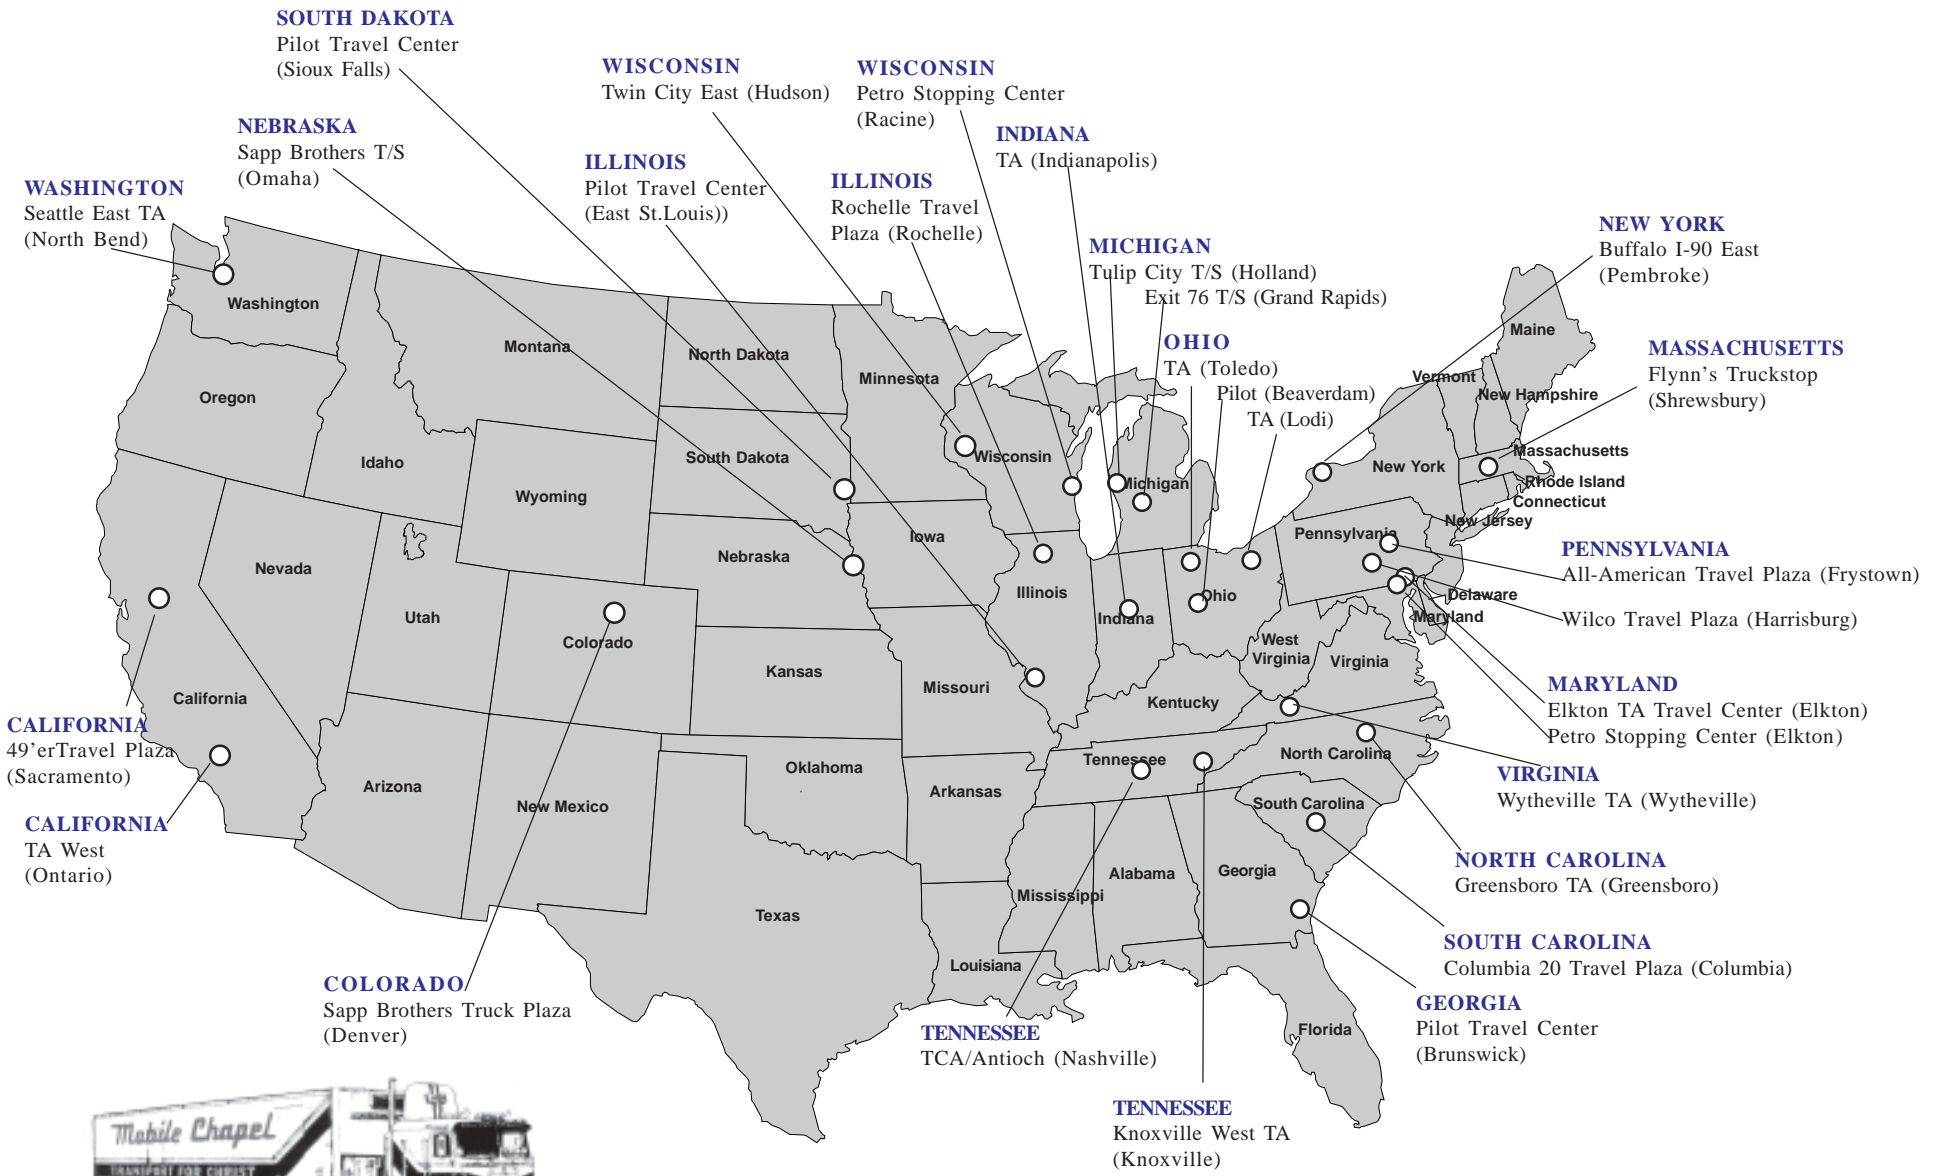 SOUTH DAKOTA
Pilot Travel Center
(Sioux Falls)
WISCONSIN
Twin City East (Hudson)
WISCONSIN
Petro Stopping Center
(Racine)
NEBRASKA
Sapp Brothers T/S
(Omaha)
INDIANA
TA (Indianapolis)
WASHINGTON
Seattle East TA
(North Bend)
ILLINOIS
Pilot Travel Center
(East St.Louis))
ILLINOIS
Rochelle Travel
Plaza (Rochelle)
MICHIGAN
Tulip City T/S (Holland)
Exit 76 T/S (Grand Rapids)
NEW YORK
Buffalo I-90 East
(Pembroke)
OHIO
TA (Toledo)
Pilot (Beaverdam)
TA (Lodi)
MASSACHUSETTS
Flynn's Truckstop
(Shrewsbury)
Washington
Oregon
Idaho
Montana
North Dakota
Minnesota
South Dakota
Wyoming
Wisconsin
Michigan
Maine
Vermont
New Hampshire
Massachusetts
New York
Rhode Island
Connecticut
New Jersey
Pennsylvania
Delaware
Maryland
Nevada
Utah
Colorado
Nebraska
Iowa
Illinois
Indiana
Ohio
West
Virginia
Virginia
California
Kansas
Missouri
Kentucky
Arizona
New Mexico
Oklahoma
Arkansas
Tennessee
North Carolina
South Carolina
Texas
Louisiana
Mississippi
Alabama
Georgia
Florida
PENNSYLVANIA
All-American Travel Plaza (Frystown)
Wilco Travel Plaza (Harrisburg)
MARYLAND
Elkton TA Travel Center (Elkton)
Petro Stopping Center (Elkton)
VIRGINIA
Wytheville TA (Wytheville)
NORTH CAROLINA
Greensboro TA (Greensboro)
SOUTH CAROLINA
Columbia 20 Travel Plaza (Columbia)
GEORGIA
Pilot Travel Center
(Brunswick)
CALIFORNIA
49'erTravel Plaza
(Sacramento)
CALIFORNIA
TA West
(Ontario)
COLORADO
Sapp Brothers Truck Plaza
(Denver)
TENNESSEE
TCA/Antioch (Nashville)
TENNESSEE
Knoxville West TA
(Knoxville)
Mobile Chapel
TRANSPORT FOR CHRIST